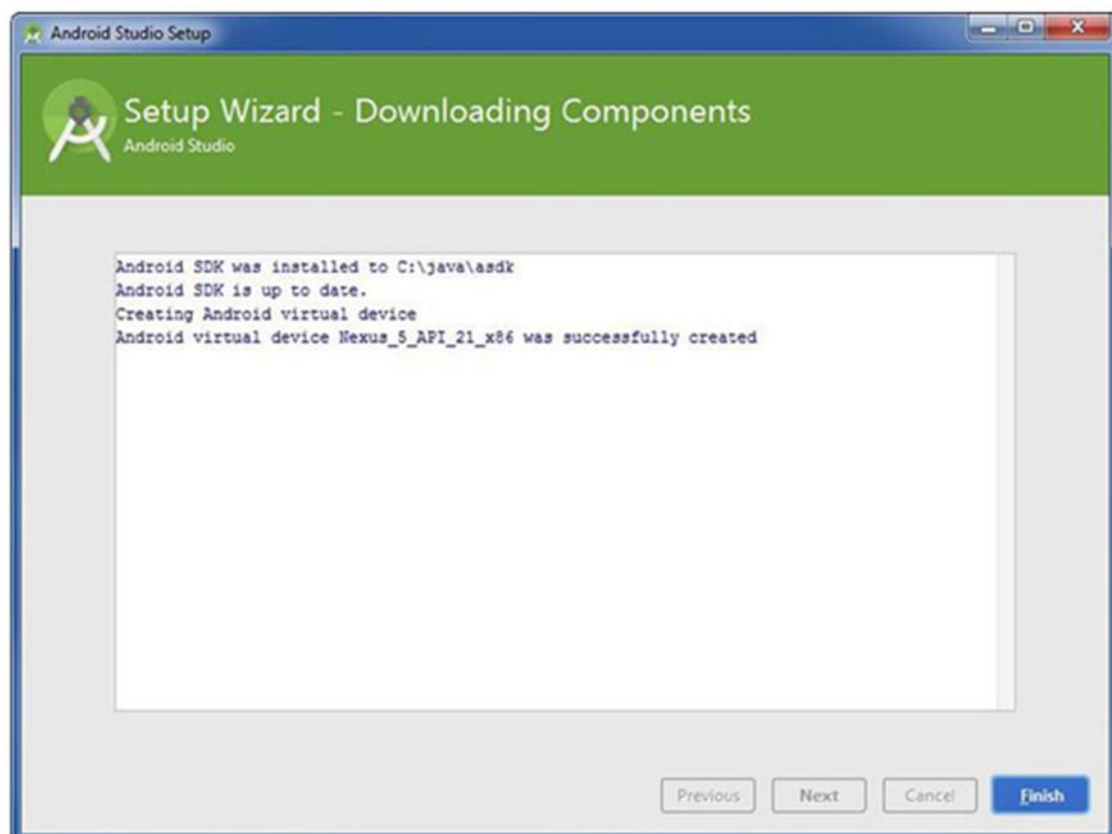 Android Studio Setup
Setup Wizard - Downloading Components
Android Studio
Android SDK was installed to C:\java\asdk
Android SDK is up to date.
Creating Android virtual device
Android virtual device Nexus_5_API_21_x86 was successfully created
Previous Next Cancel Finish